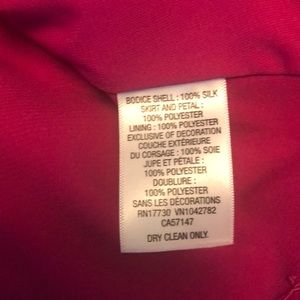 BODICE SHELL : 100% SILK
SKIRT AND PETAL :
100% POLYESTER
LINING : 100% POLYESTER
EXCLUSIVE OF DECORATION
COUCHE EXTÉRIEURE
DU CORSAGE : 100% SOIE
JUPE ET PÉTALE :
100% POLYESTER
DOUBLURE :
100% POLYESTER
SANS LES DÉCORATIONS
RN17730 VN1042782
CA57147
DRY CLEAN ONLY.